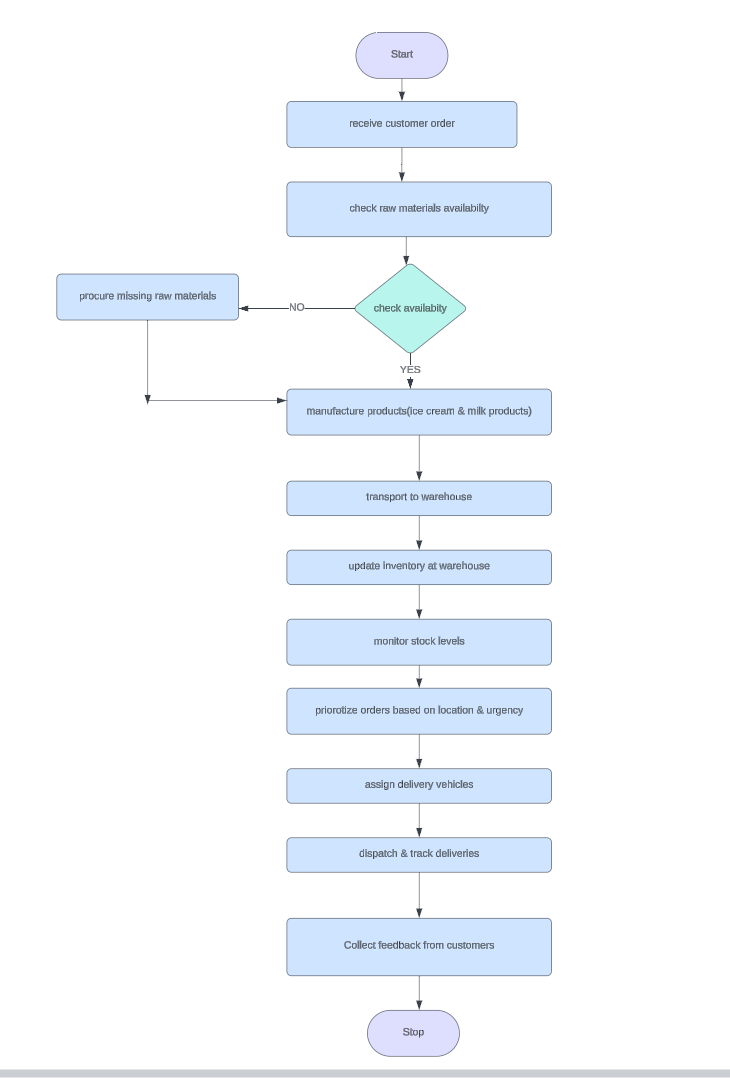 Start
receive customer order
check raw materials availabilty
procure missing raw materials
NO
check availabity
YES
manufacture products(ice cream & milk products)
transport to warehouse
update inventory at warehouse
monitor stock levels
priorotize orders based on location & urgency
assign delivery vehicles
dispatch & track deliveries
Collect feedback from customers
Stop